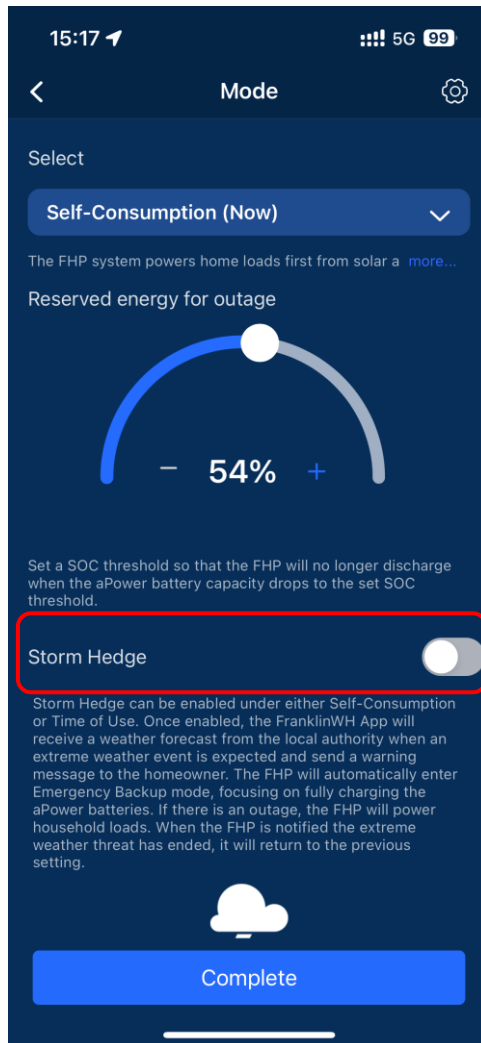 15:17 5G 99
Mode
Select
Self-Consumption (Now)
The FHP system powers home loads first from solar a more...
Reserved energy for outage
− 54% +
Set a SOC threshold so that the FHP will no longer discharge
when the aPower battery capacity drops to the set SOC
threshold.
Storm Hedge
Storm Hedge can be enabled under either Self-Consumption
or Time of Use. Once enabled, the FranklinWH App will
receive a weather forecast from the local authority when an
extreme weather event is expected and send a warning
message to the homeowner. The FHP will automatically enter
Emergency Backup mode, focusing on fully charging the
aPower batteries. If there is an outage, the FHP will power
household loads. When the FHP is notified the extreme
weather threat has ended, it will return to the previous
setting.
Complete